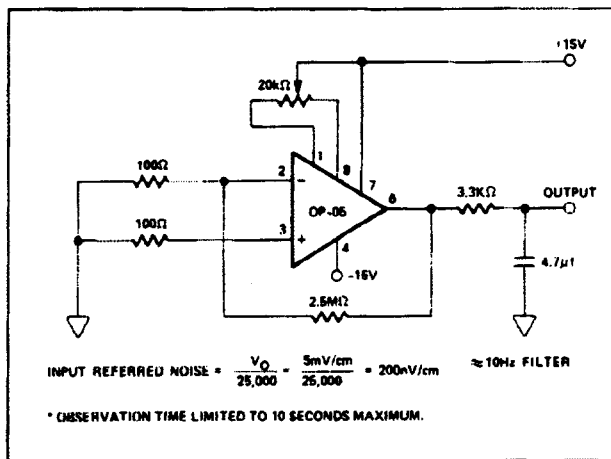 +15V
20kΩ
1
8
7
100Ω
2
−
OP-05
6
3.3KΩ
OUTPUT
100Ω
3
+
4
-15V
4.7µf
2.5MΩ
INPUT REFERRED NOISE = V_O / 25,000 = 5mV/cm / 25,000 = 200nV/cm
≈10Hz FILTER
* OBSERVATION TIME LIMITED TO 10 SECONDS MAXIMUM.